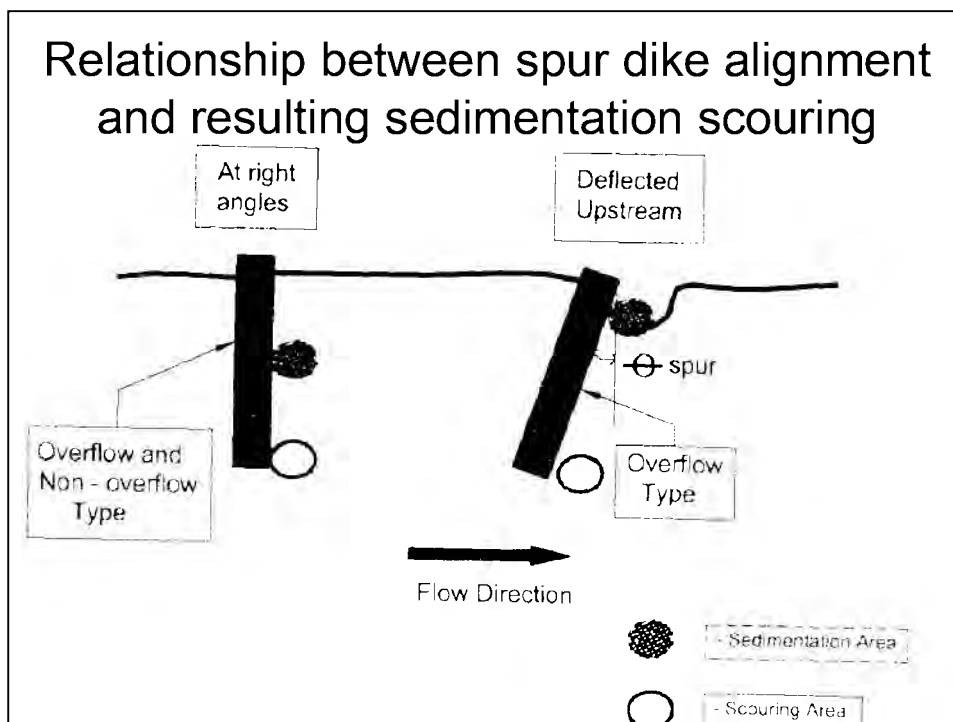 Relationship between spur dike alignment
and resulting sedimentation scouring
At right
angles
Deflected
Upstream
spur
Overflow and
Non - overflow
Type
Overflow
Type
Flow Direction
- Sedimentation Area
- Scouring Area